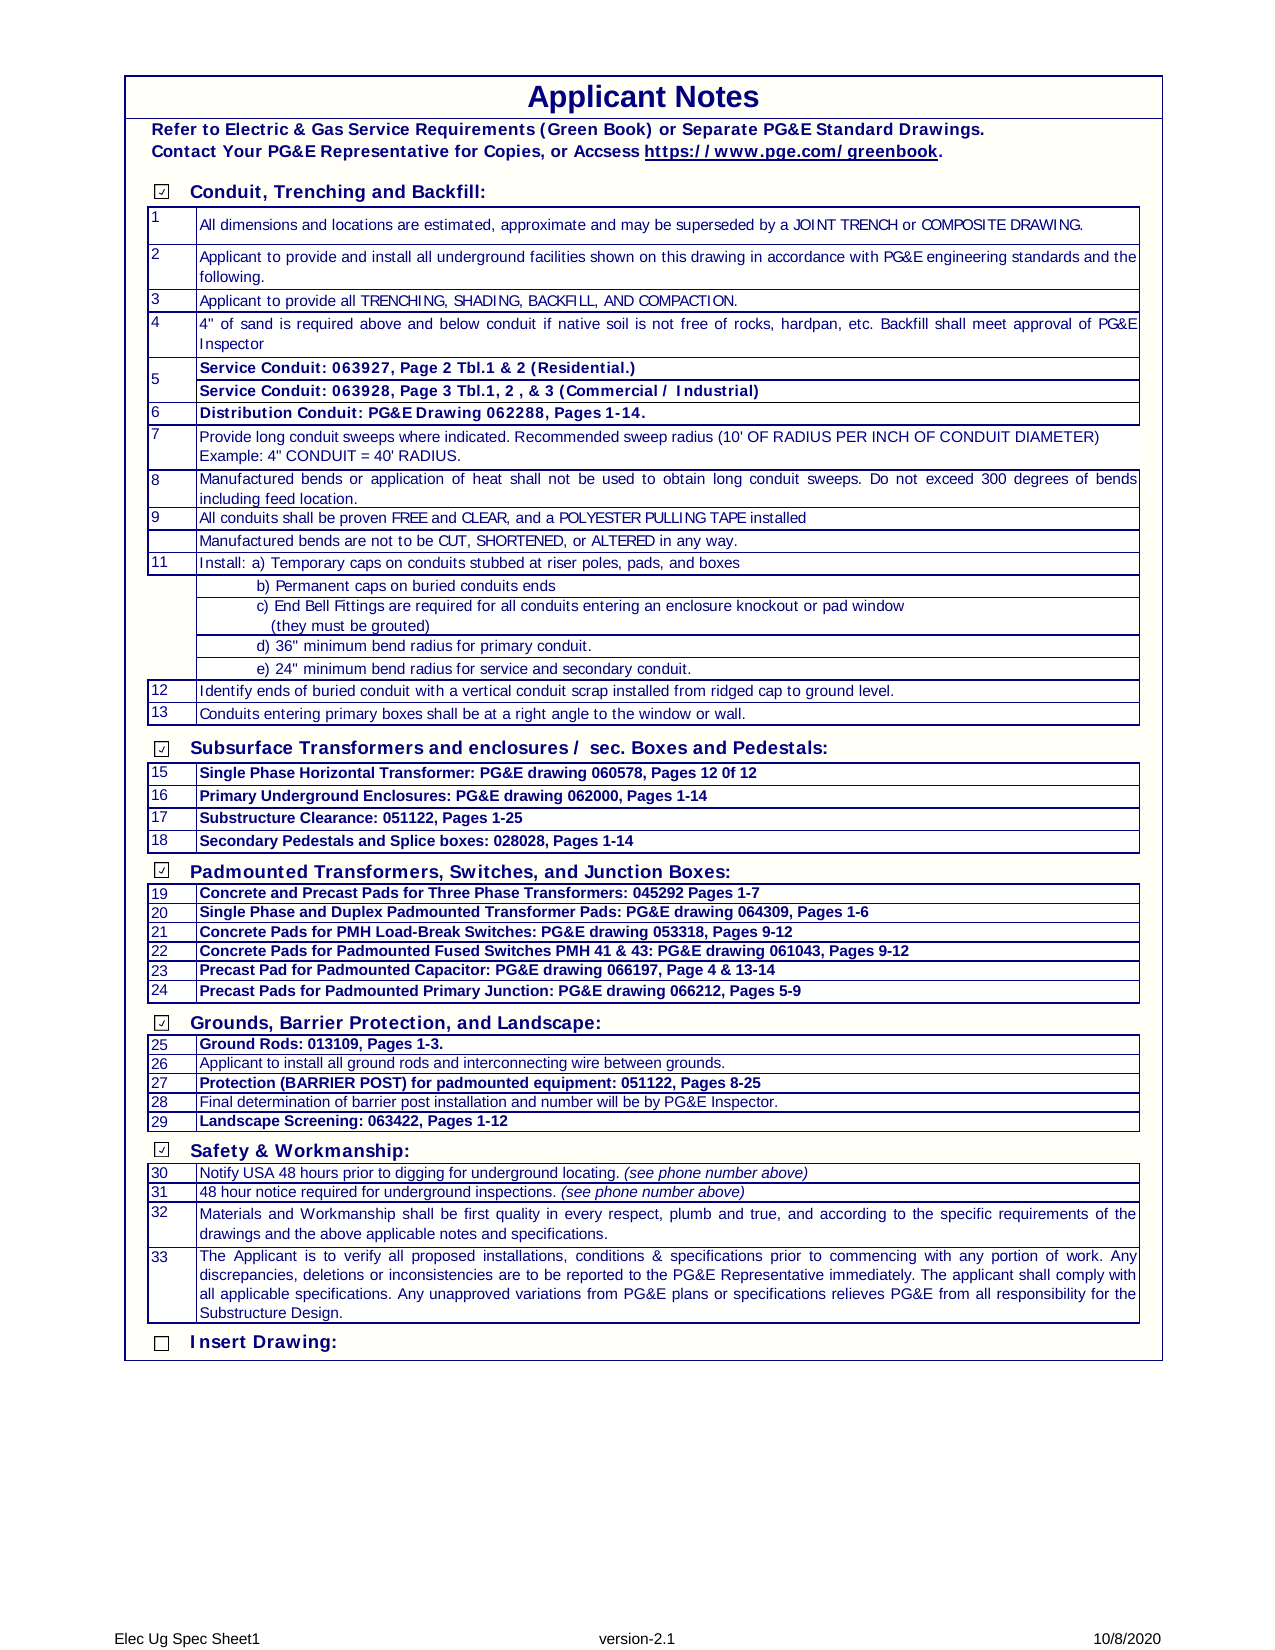 Applicant Notes
Refer to Electric & Gas Service Requirements (Green Book) or Separate PG&E Standard Drawings.
Contact Your PG&E Representative for Copies, or Accsess https://www.pge.com/greenbook.
Conduit, Trenching and Backfill:
1 All dimensions and locations are estimated, approximate and may be superseded by a JOINT TRENCH or COMPOSITE DRAWING.
2 Applicant to provide and install all underground facilities shown on this drawing in accordance with PG&E engineering standards and the
following.
3 Applicant to provide all TRENCHING, SHADING, BACKFILL, AND COMPACTION.
4 4" of sand is required above and below conduit if native soil is not free of rocks, hardpan, etc. Backfill shall meet approval of PG&E
Inspector
5 Service Conduit: 063927, Page 2 Tbl.1 & 2 (Residential.)
Service Conduit: 063928, Page 3 Tbl.1, 2 , & 3 (Commercial / Industrial)
6 Distribution Conduit: PG&E Drawing 062288, Pages 1-14.
7 Provide long conduit sweeps where indicated. Recommended sweep radius (10' OF RADIUS PER INCH OF CONDUIT DIAMETER)
Example: 4" CONDUIT = 40' RADIUS.
8 Manufactured bends or application of heat shall not be used to obtain long conduit sweeps. Do not exceed 300 degrees of bends
including feed location.
9 All conduits shall be proven FREE and CLEAR, and a POLYESTER PULLING TAPE installed
Manufactured bends are not to be CUT, SHORTENED, or ALTERED in any way.
11 Install: a) Temporary caps on conduits stubbed at riser poles, pads, and boxes
b) Permanent caps on buried conduits ends
c) End Bell Fittings are required for all conduits entering an enclosure knockout or pad window
(they must be grouted)
d) 36" minimum bend radius for primary conduit.
e) 24" minimum bend radius for service and secondary conduit.
12 Identify ends of buried conduit with a vertical conduit scrap installed from ridged cap to ground level.
13 Conduits entering primary boxes shall be at a right angle to the window or wall.
Subsurface Transformers and enclosures / sec. Boxes and Pedestals:
15 Single Phase Horizontal Transformer: PG&E drawing 060578, Pages 12 0f 12
16 Primary Underground Enclosures: PG&E drawing 062000, Pages 1-14
17 Substructure Clearance: 051122, Pages 1-25
18 Secondary Pedestals and Splice boxes: 028028, Pages 1-14
Padmounted Transformers, Switches, and Junction Boxes:
19 Concrete and Precast Pads for Three Phase Transformers: 045292 Pages 1-7
20 Single Phase and Duplex Padmounted Transformer Pads: PG&E drawing 064309, Pages 1-6
21 Concrete Pads for PMH Load-Break Switches: PG&E drawing 053318, Pages 9-12
22 Concrete Pads for Padmounted Fused Switches PMH 41 & 43: PG&E drawing 061043, Pages 9-12
23 Precast Pad for Padmounted Capacitor: PG&E drawing 066197, Page 4 & 13-14
24 Precast Pads for Padmounted Primary Junction: PG&E drawing 066212, Pages 5-9
Grounds, Barrier Protection, and Landscape:
25 Ground Rods: 013109, Pages 1-3.
26 Applicant to install all ground rods and interconnecting wire between grounds.
27 Protection (BARRIER POST) for padmounted equipment: 051122, Pages 8-25
28 Final determination of barrier post installation and number will be by PG&E Inspector.
29 Landscape Screening: 063422, Pages 1-12
Safety & Workmanship:
30 Notify USA 48 hours prior to digging for underground locating. (see phone number above)
31 48 hour notice required for underground inspections. (see phone number above)
32 Materials and Workmanship shall be first quality in every respect, plumb and true, and according to the specific requirements of the
drawings and the above applicable notes and specifications.
33 The Applicant is to verify all proposed installations, conditions & specifications prior to commencing with any portion of work. Any
discrepancies, deletions or inconsistencies are to be reported to the PG&E Representative immediately. The applicant shall comply with
all applicable specifications. Any unapproved variations from PG&E plans or specifications relieves PG&E from all responsibility for the
Substructure Design.
Insert Drawing:
Elec Ug Spec Sheet1 version-2.1 10/8/2020